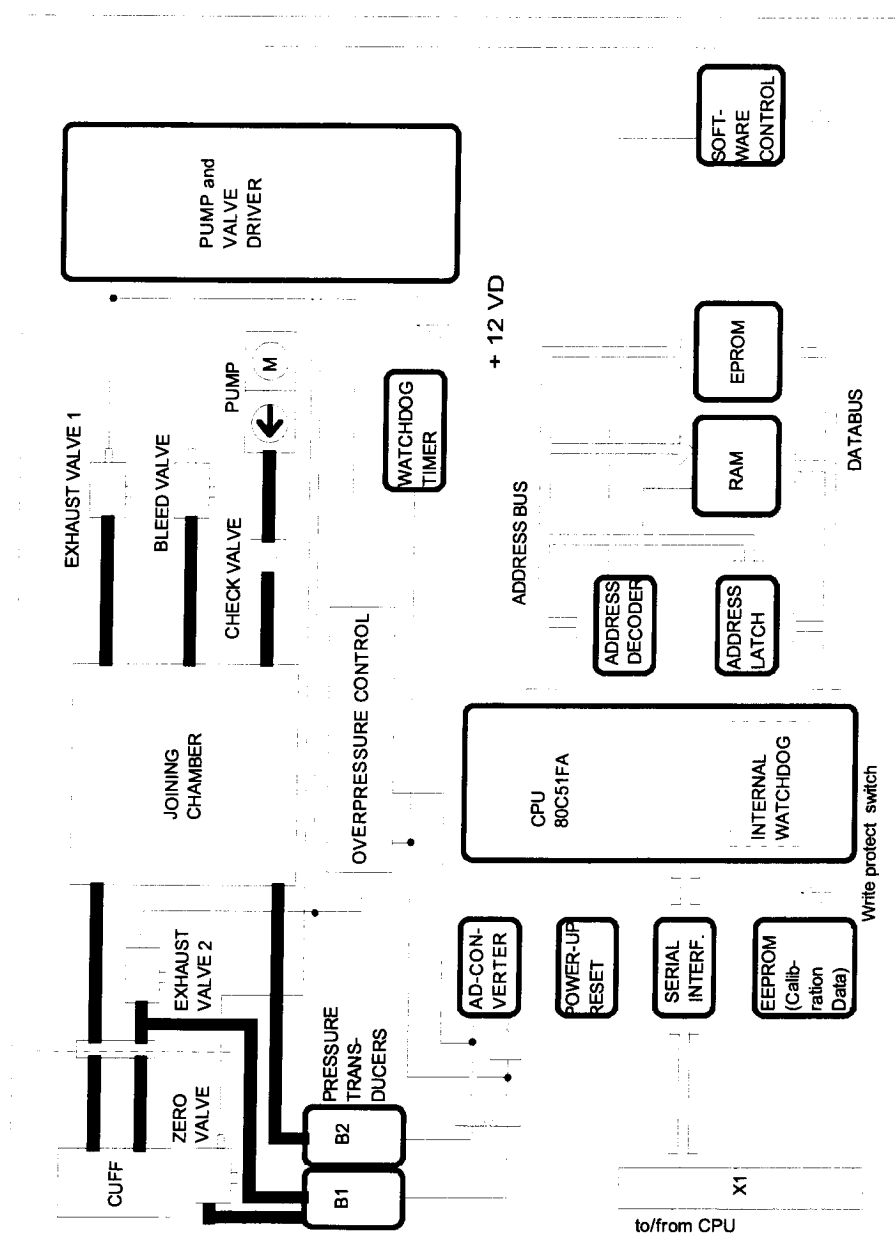 CUFF
ZERO
VALVE
EXHAUST
VALVE 2
JOINING
CHAMBER
EXHAUST VALVE 1
BLEED VALVE
CHECK VALVE
PUMP
M
PUMP and
VALVE
DRIVER
B1
B2
PRESSURE
TRANS-
DUCERS
OVERPRESSURE CONTROL
WATCHDOG
TIMER
+ 12 VD
AD-CON-
VERTER
POWER-UP
RESET
SERIAL
INTERF.
EEPROM
(Calib-
ration
Data)
CPU
80C51FA
INTERNAL
WATCHDOG
Write protect switch
ADDRESS BUS
ADDRESS
DECODER
ADDRESS
LATCH
RAM
EPROM
DATABUS
SOFT-
WARE
CONTROL
X1
to/from CPU